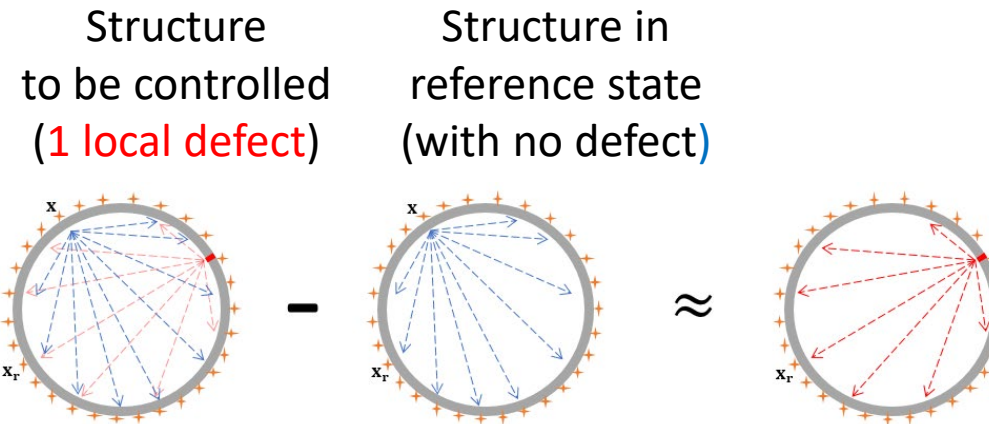 Structure
to be controlled
(1 local defect)
Structure in
reference state
(with no defect)
x
x_r
−
x
x_r
≈
x_r